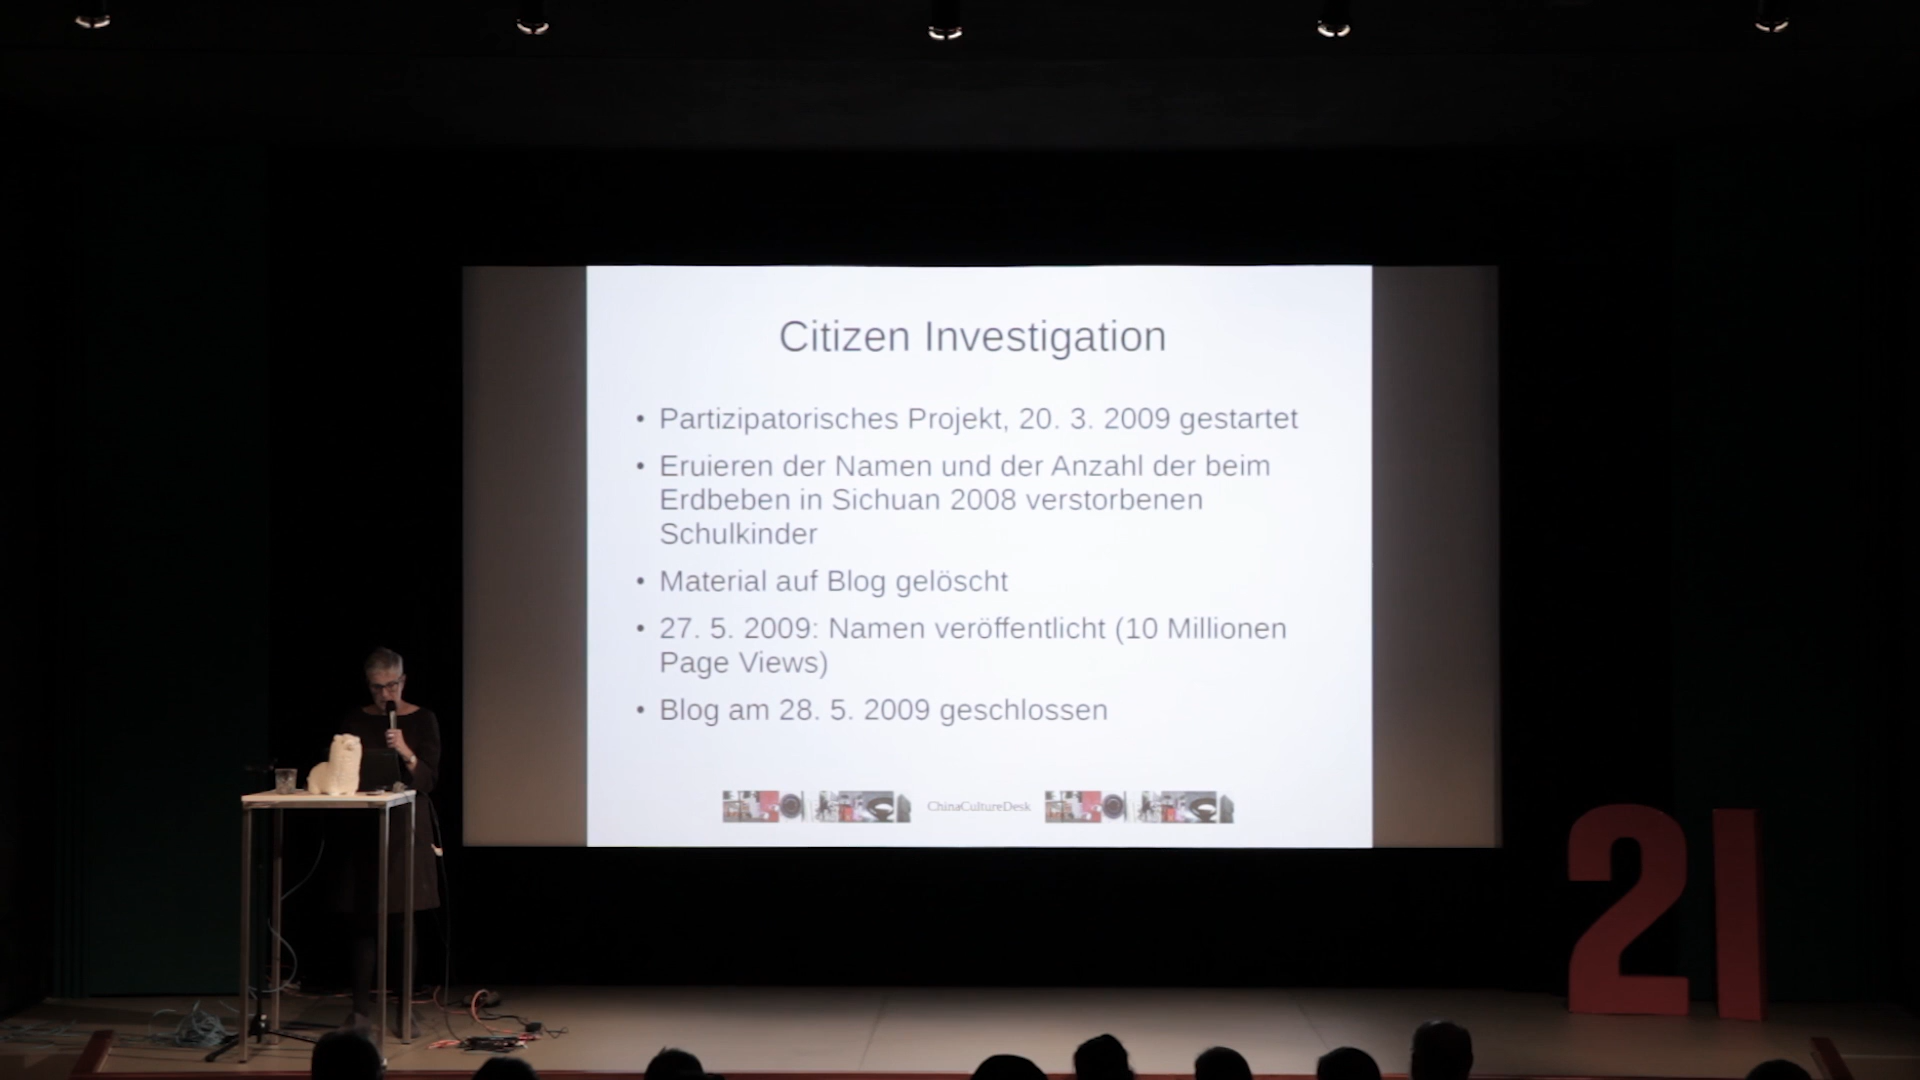 Citizen Investigation
• Partizipatorisches Projekt, 20. 3. 2009 gestartet
• Eruieren der Namen und der Anzahl der beim
Erdbeben in Sichuan 2008 verstorbenen
Schulkinder
• Material auf Blog gelöscht
• 27. 5. 2009: Namen veröffentlicht (10 Millionen
Page Views)
• Blog am 28. 5. 2009 geschlossen
ChinaCultureDesk
21